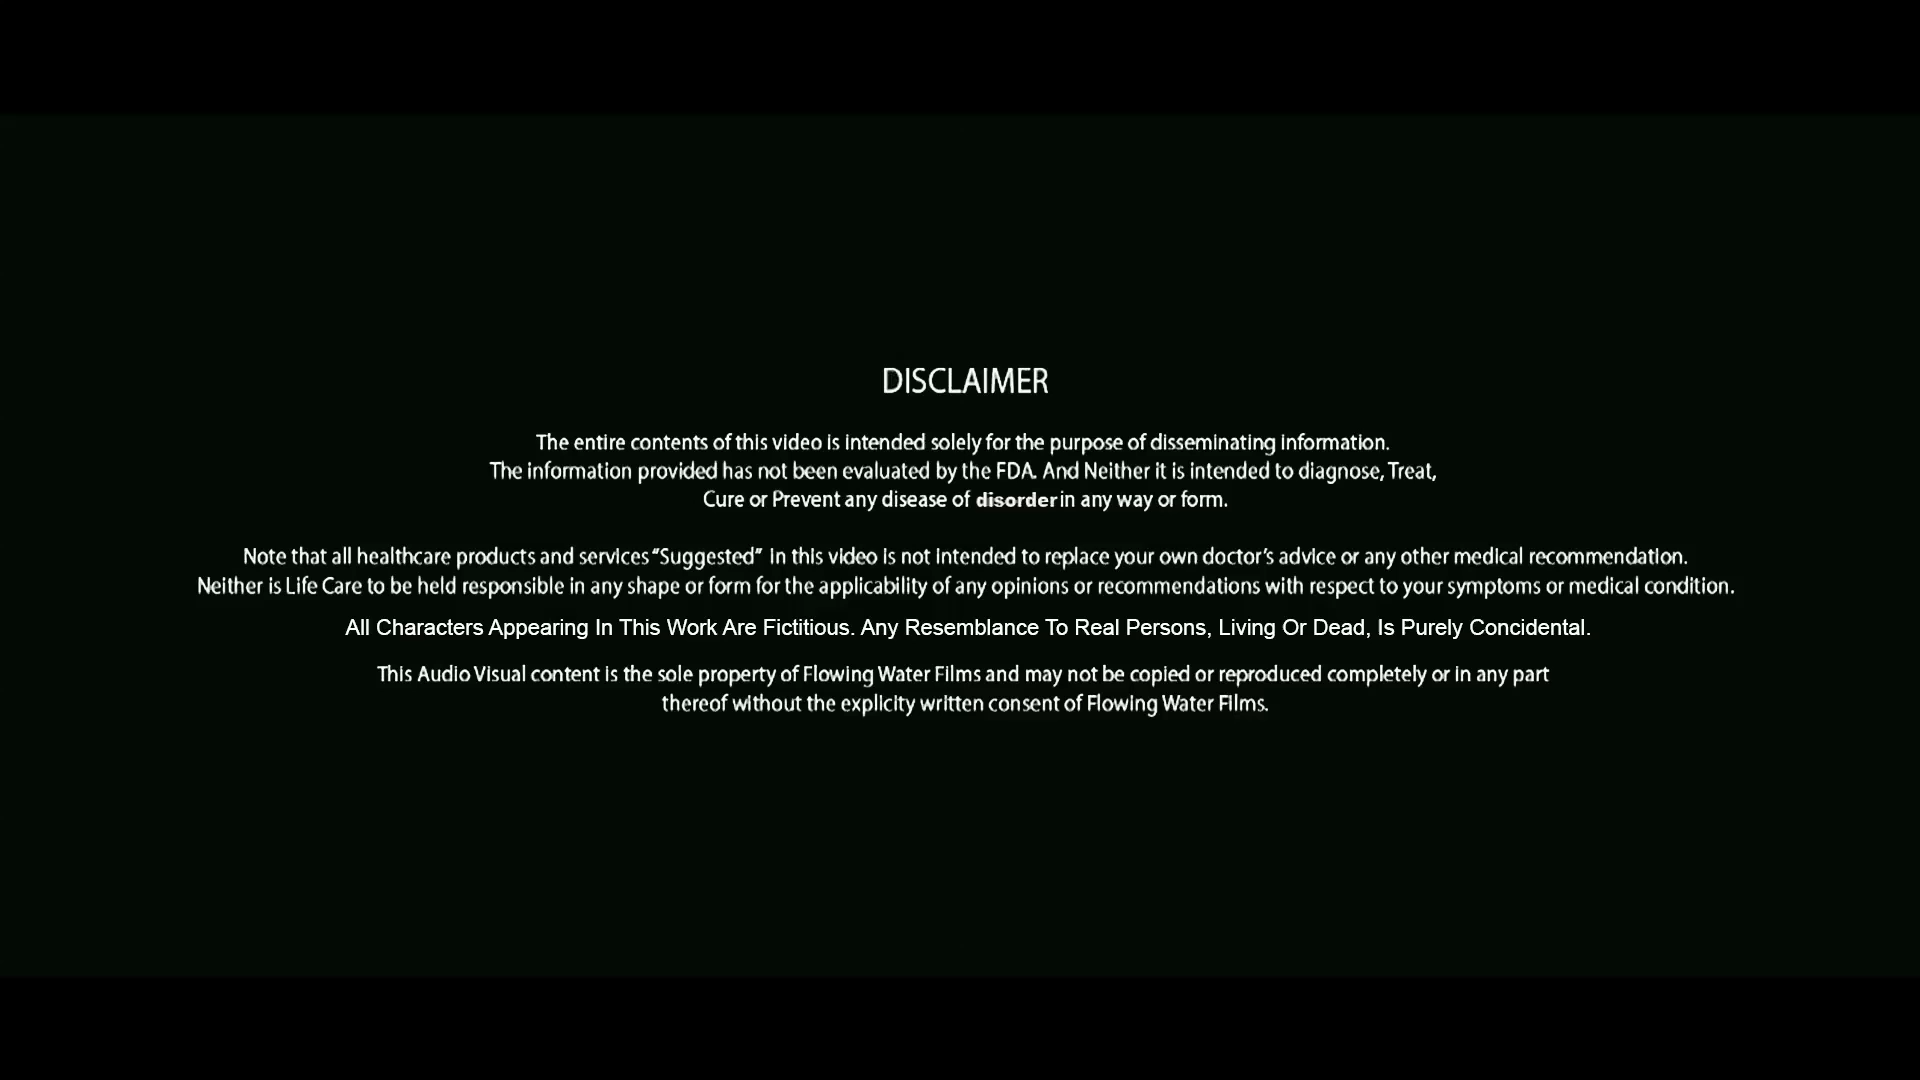 DISCLAIMER
The entire contents of this video is intended solely for the purpose of disseminating information.
The information provided has not been evaluated by the FDA. And Neither it is intended to diagnose, Treat,
Cure or Prevent any disease of disorder in any way or form.
Note that all healthcare products and services “Suggested” in this video is not intended to replace your own doctor’s advice or any other medical recommendation.
Neither is Life Care to be held responsible in any shape or form for the applicability of any opinions or recommendations with respect to your symptoms or medical condition.
All Characters Appearing In This Work Are Fictitious. Any Resemblance To Real Persons, Living Or Dead, Is Purely Concidental.
This Audio Visual content is the sole property of Flowing Water Films and may not be copied or reproduced completely or in any part
thereof without the explicity written consent of Flowing Water Films.